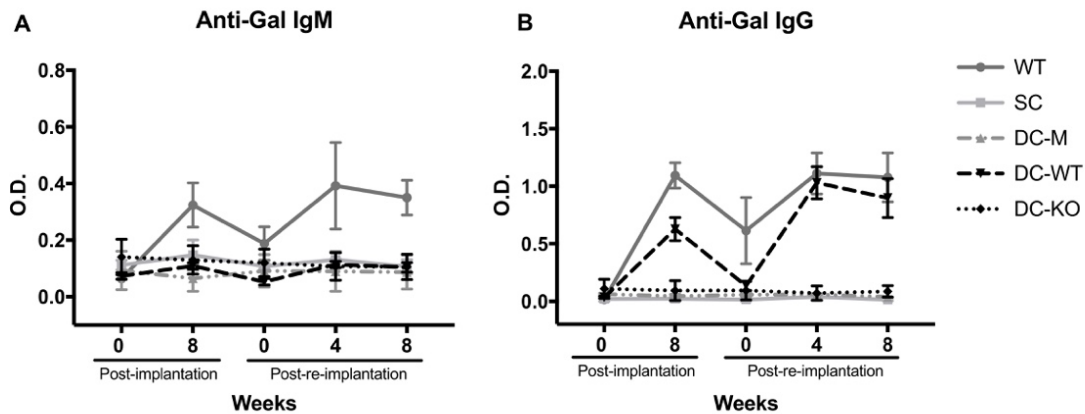 A
Anti-Gal IgM
0.8
0.6
0.4
0.2
0.0
O.D.
0 8 0 4 8
Post-implantation Post-re-implantation
Weeks
B
Anti-Gal IgG
2.0
1.5
1.0
0.5
0.0
O.D.
0 8 0 4 8
Post-implantation Post-re-implantation
Weeks
WT
SC
DC-M
DC-WT
DC-KO